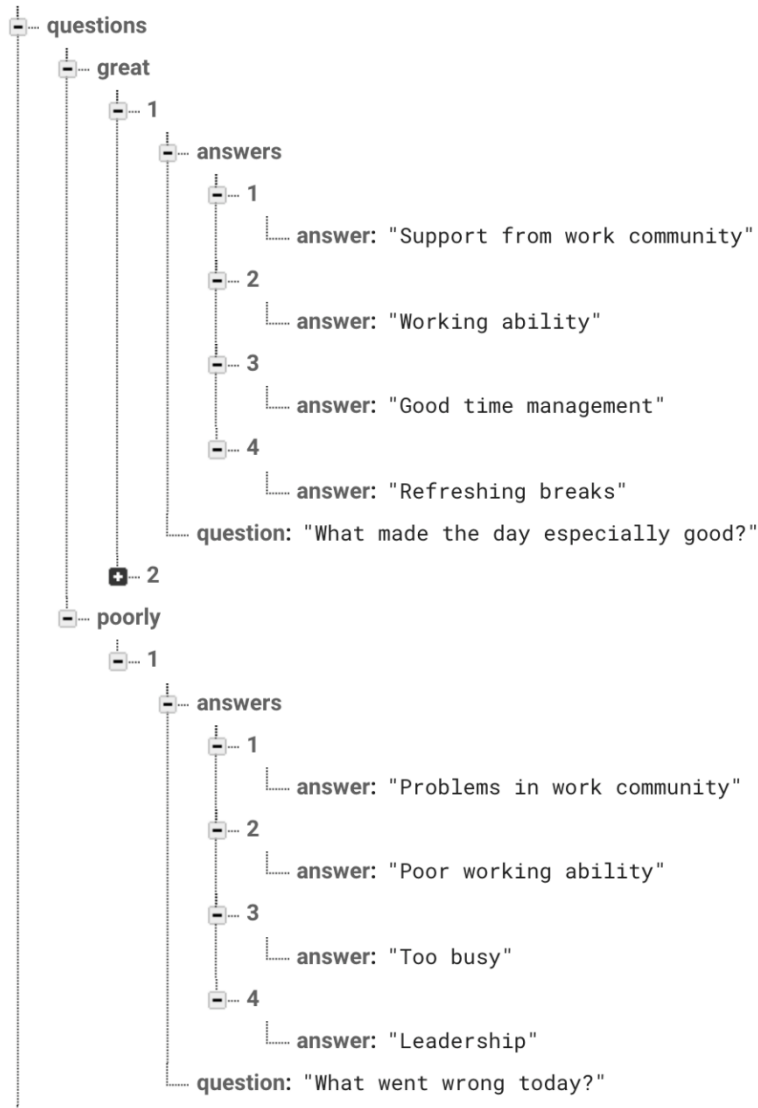 questions
great
1
answers
1
answer: "Support from work community"
2
answer: "Working ability"
3
answer: "Good time management"
4
answer: "Refreshing breaks"
question: "What made the day especially good?"
2
poorly
1
answers
1
answer: "Problems in work community"
2
answer: "Poor working ability"
3
answer: "Too busy"
4
answer: "Leadership"
question: "What went wrong today?"